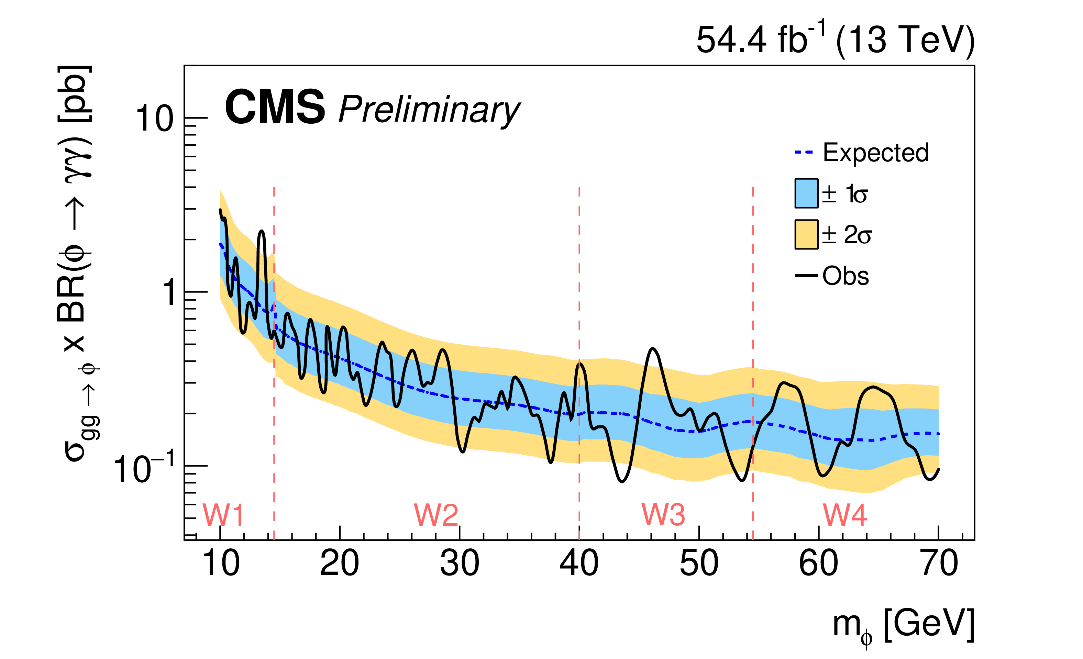 54.4 fb⁻¹ (13 TeV)
CMS Preliminary
σgg → ϕ x BR(ϕ → γγ) [pb]
10
1
10⁻¹
Expected
± 1σ
± 2σ
Obs
W1 W2 W3 W4
10 20 30 40 50 60 70
mϕ [GeV]